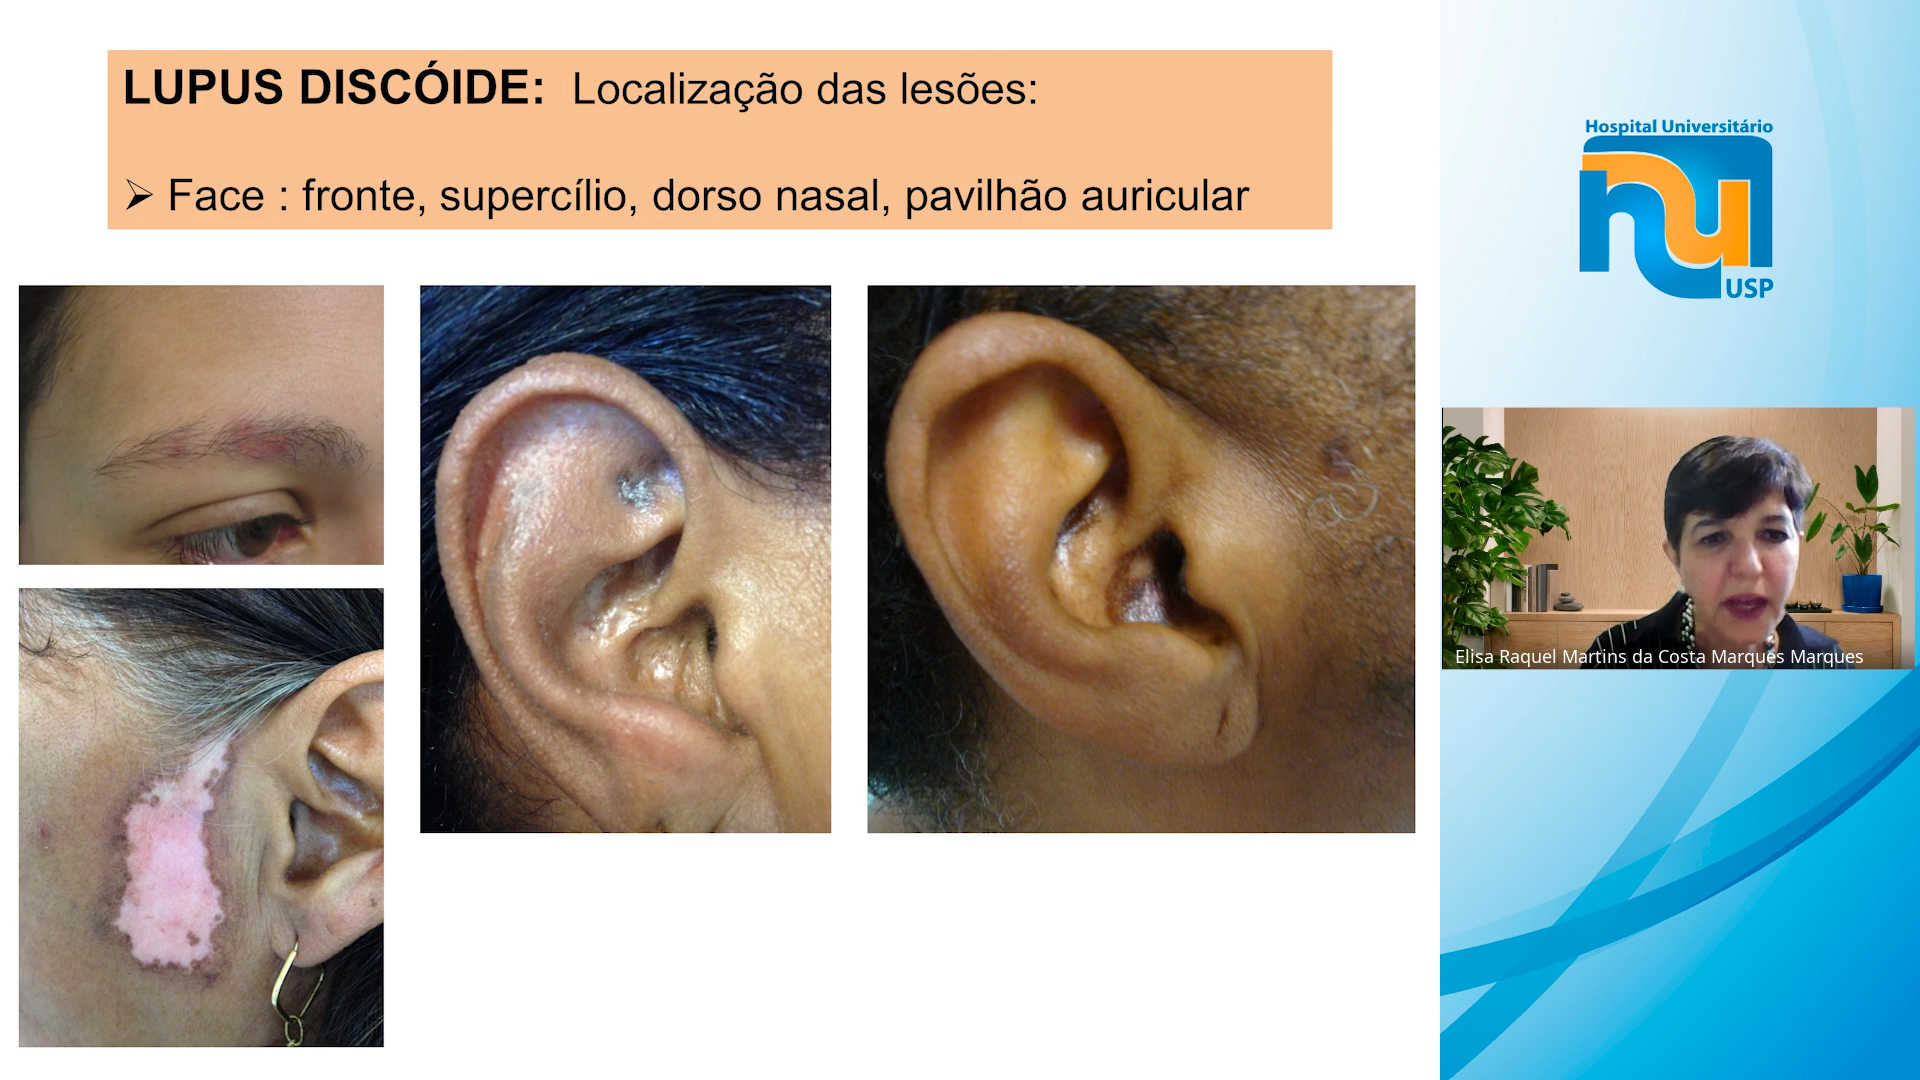 LUPUS DISCÓIDE: Localização das lesões:
➢ Face : fronte, supercílio, dorso nasal, pavilhão auricular
Hospital Universitário
hu
USP
Elisa Raquel Martins da Costa Marques Marques